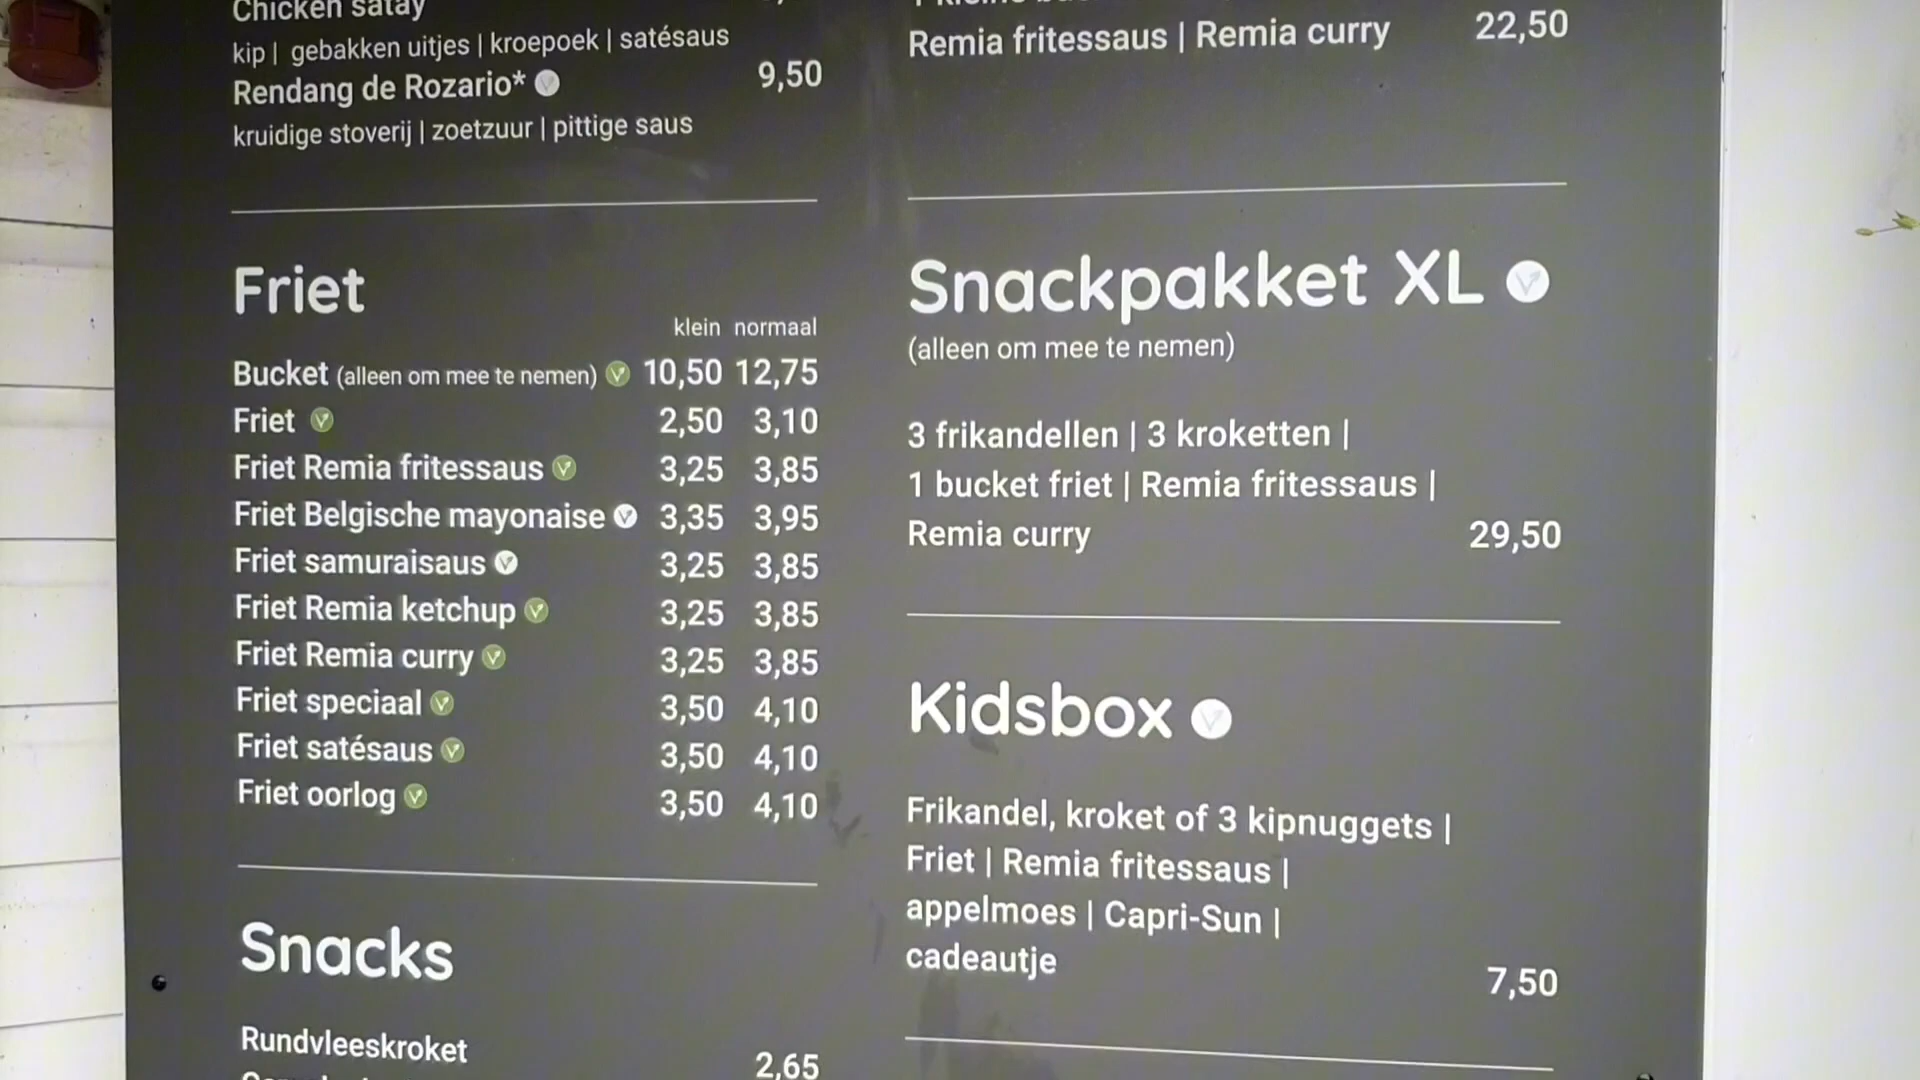 Chicken satay
kip | gebakken uitjes | kroepoek | satésaus
Rendang de Rozario* 9,50
kruidige stoverij | zoetzuur | pittige saus
Friet
klein normaal
Bucket (alleen om mee te nemen) 10,50 12,75
Friet 2,50 3,10
Friet Remia fritessaus 3,25 3,85
Friet Belgische mayonaise 3,35 3,95
Friet samuraisaus 3,25 3,85
Friet Remia ketchup 3,25 3,85
Friet Remia curry 3,25 3,85
Friet speciaal 3,50 4,10
Friet satésaus 3,50 4,10
Friet oorlog 3,50 4,10
Snacks
Rundvleeskroket 2,65
Remia fritessaus | Remia curry 22,50
Snackpakket XL
(alleen om mee te nemen)
3 frikandellen | 3 kroketten |
1 bucket friet | Remia fritessaus |
Remia curry 29,50
Kidsbox
Frikandel, kroket of 3 kipnuggets |
Friet | Remia fritessaus |
appelmoes | Capri-Sun |
cadeautje 7,50